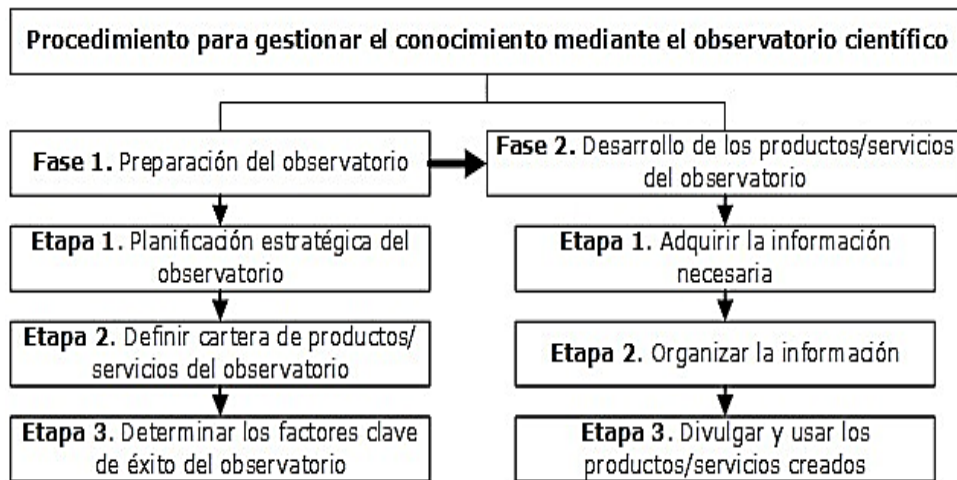 Procedimiento para gestionar el conocimiento mediante el observatorio científico
Fase 1. Preparación del observatorio
Fase 2. Desarrollo de los productos/servicios
del observatorio
Etapa 1. Planificación estratégica del
observatorio
Etapa 2. Definir cartera de productos/
servicios del observatorio
Etapa 3. Determinar los factores clave
de éxito del observatorio
Etapa 1. Adquirir la información
necesaria
Etapa 2. Organizar la información
Etapa 3. Divulgar y usar los
productos/servicios creados